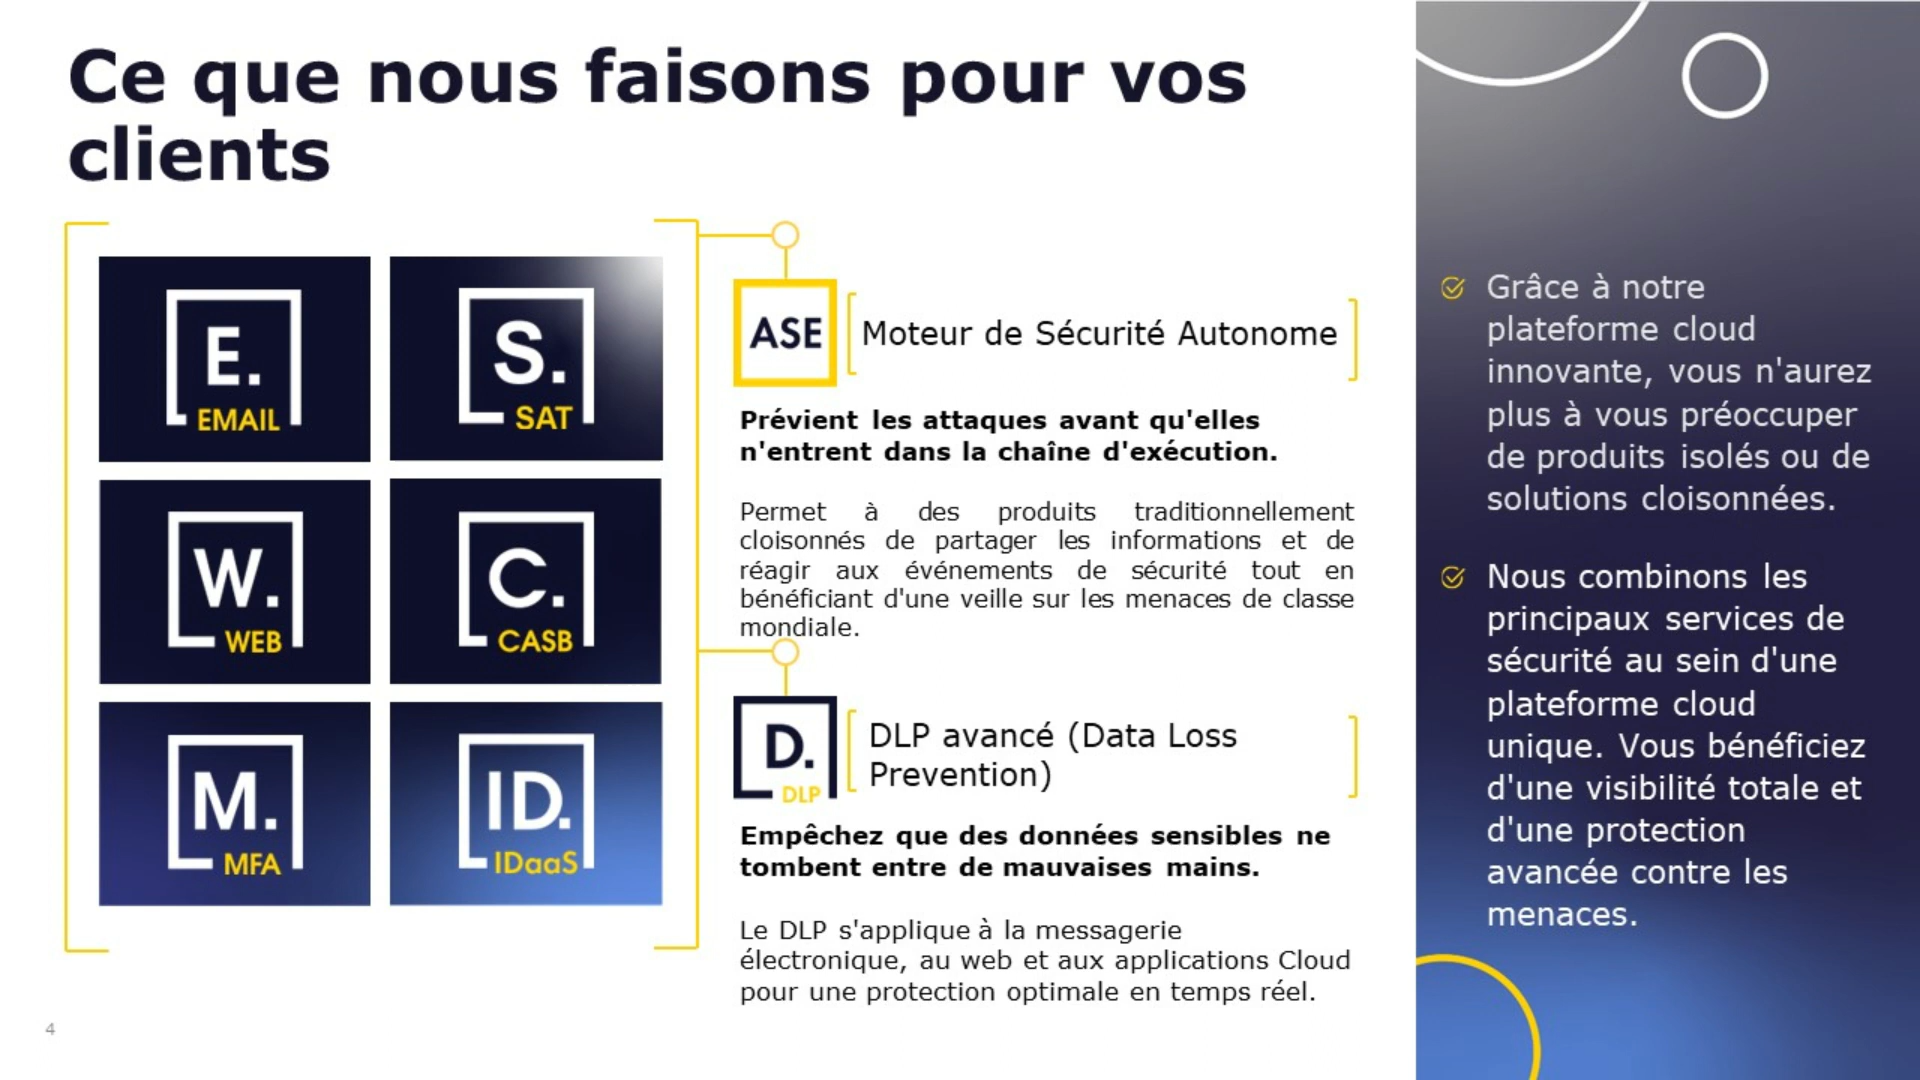 Ce que nous faisons pour vos
clients
E.
EMAIL
S.
SAT
W.
WEB
C.
CASB
M.
MFA
ID.
IDaaS
ASE
Moteur de Sécurité Autonome
Prévient les attaques avant qu'elles
n'entrent dans la chaîne d'exécution.
Permet à des produits traditionnellement
cloisonnés de partager les informations et de
réagir aux événements de sécurité tout en
bénéficiant d'une veille sur les menaces de classe
mondiale.
D.
DLP
DLP avancé (Data Loss
Prevention)
Empêchez que des données sensibles ne
tombent entre de mauvaises mains.
Le DLP s'applique à la messagerie
électronique, au web et aux applications Cloud
pour une protection optimale en temps réel.
Grâce à notre
plateforme cloud
innovante, vous n'aurez
plus à vous préoccuper
de produits isolés ou de
solutions cloisonnées.
Nous combinons les
principaux services de
sécurité au sein d'une
plateforme cloud
unique. Vous bénéficiez
d'une visibilité totale et
d'une protection
avancée contre les
menaces.
4